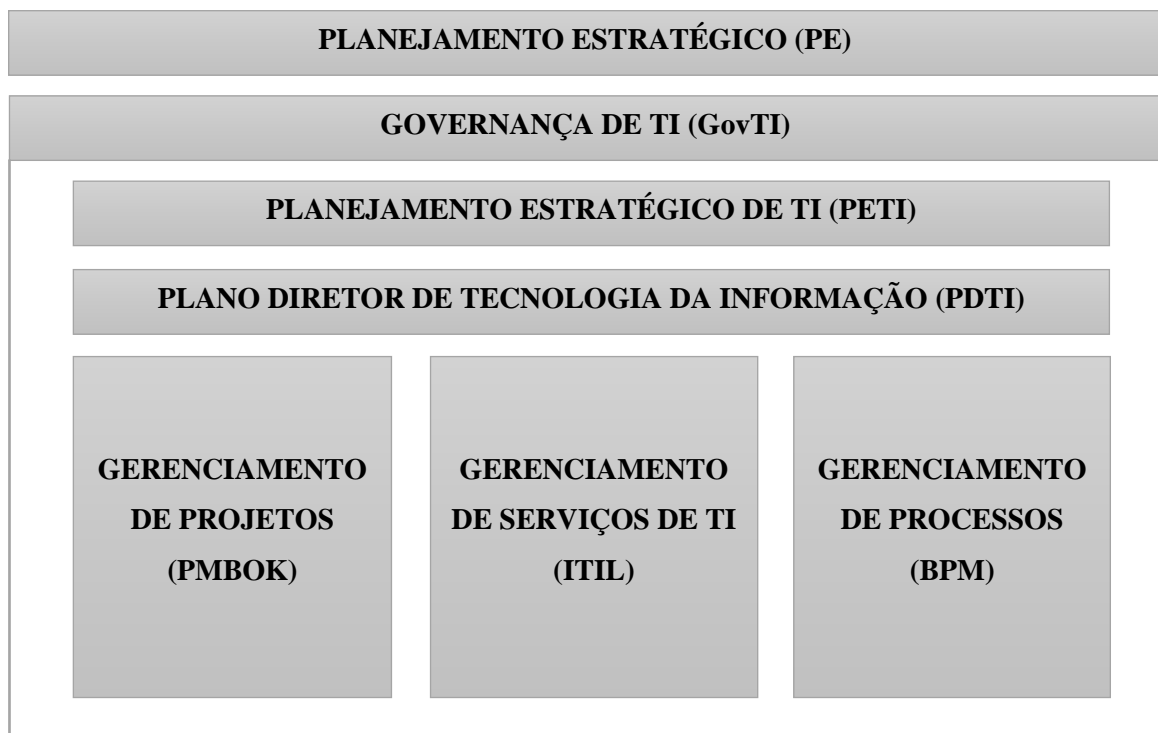 PLANEJAMENTO ESTRATÉGICO (PE)
GOVERNANÇA DE TI (GovTI)
PLANEJAMENTO ESTRATÉGICO DE TI (PETI)
PLANO DIRETOR DE TECNOLOGIA DA INFORMAÇÃO (PDTI)
GERENCIAMENTO
DE PROJETOS
(PMBOK)
GERENCIAMENTO
DE SERVIÇOS DE TI
(ITIL)
GERENCIAMENTO
DE PROCESSOS
(BPM)